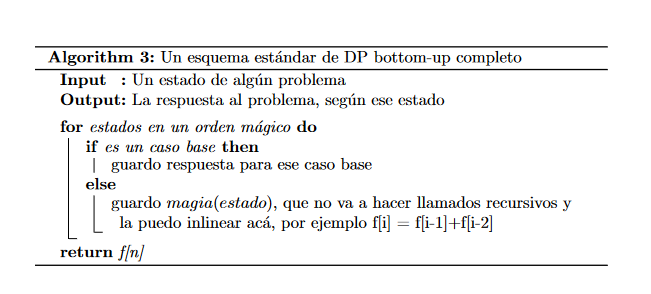 Algorithm 3: Un esquema estándar de DP bottom-up completo
Input : Un estado de algún problema
Output: La respuesta al problema, según ese estado
for estados en un orden mágico do
if es un caso base then
guardo respuesta para ese caso base
else
guardo magia(estado), que no va a hacer llamados recursivos y
la puedo inlinear acá, por ejemplo f[i] = f[i-1]+f[i-2]
return f[n]